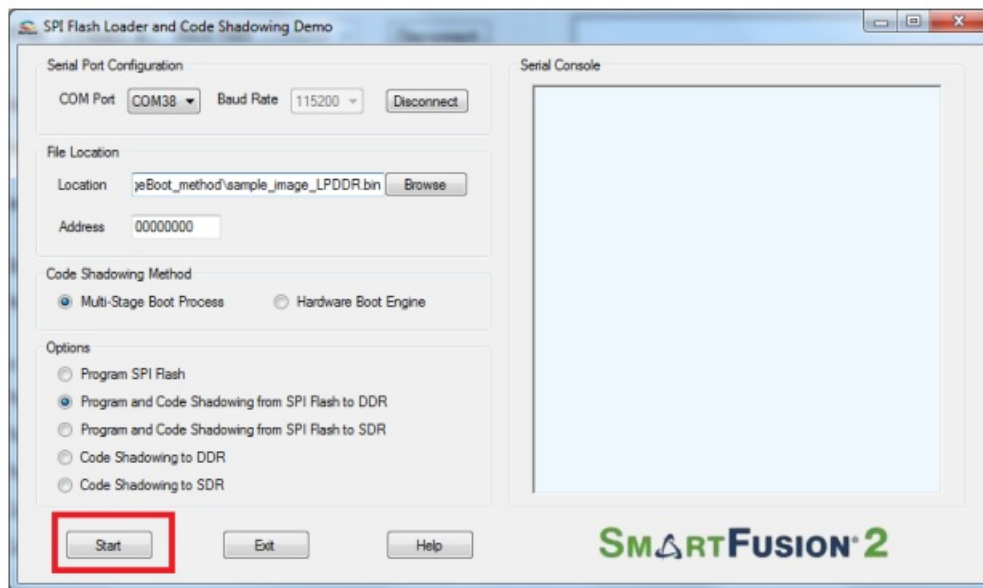 SPI Flash Loader and Code Shadowing Demo
Serial Port Configuration
COM Port COM38 Baud Rate 115200 Disconnect
File Location
Location jeBoot_method\sample_image_LPDDR.bin Browse
Address 00000000
Code Shadowing Method
Multi-Stage Boot Process Hardware Boot Engine
Options
Program SPI Flash
Program and Code Shadowing from SPI Flash to DDR
Program and Code Shadowing from SPI Flash to SDR
Code Shadowing to DDR
Code Shadowing to SDR
Start Exit Help
Serial Console
SMARTFUSION®2